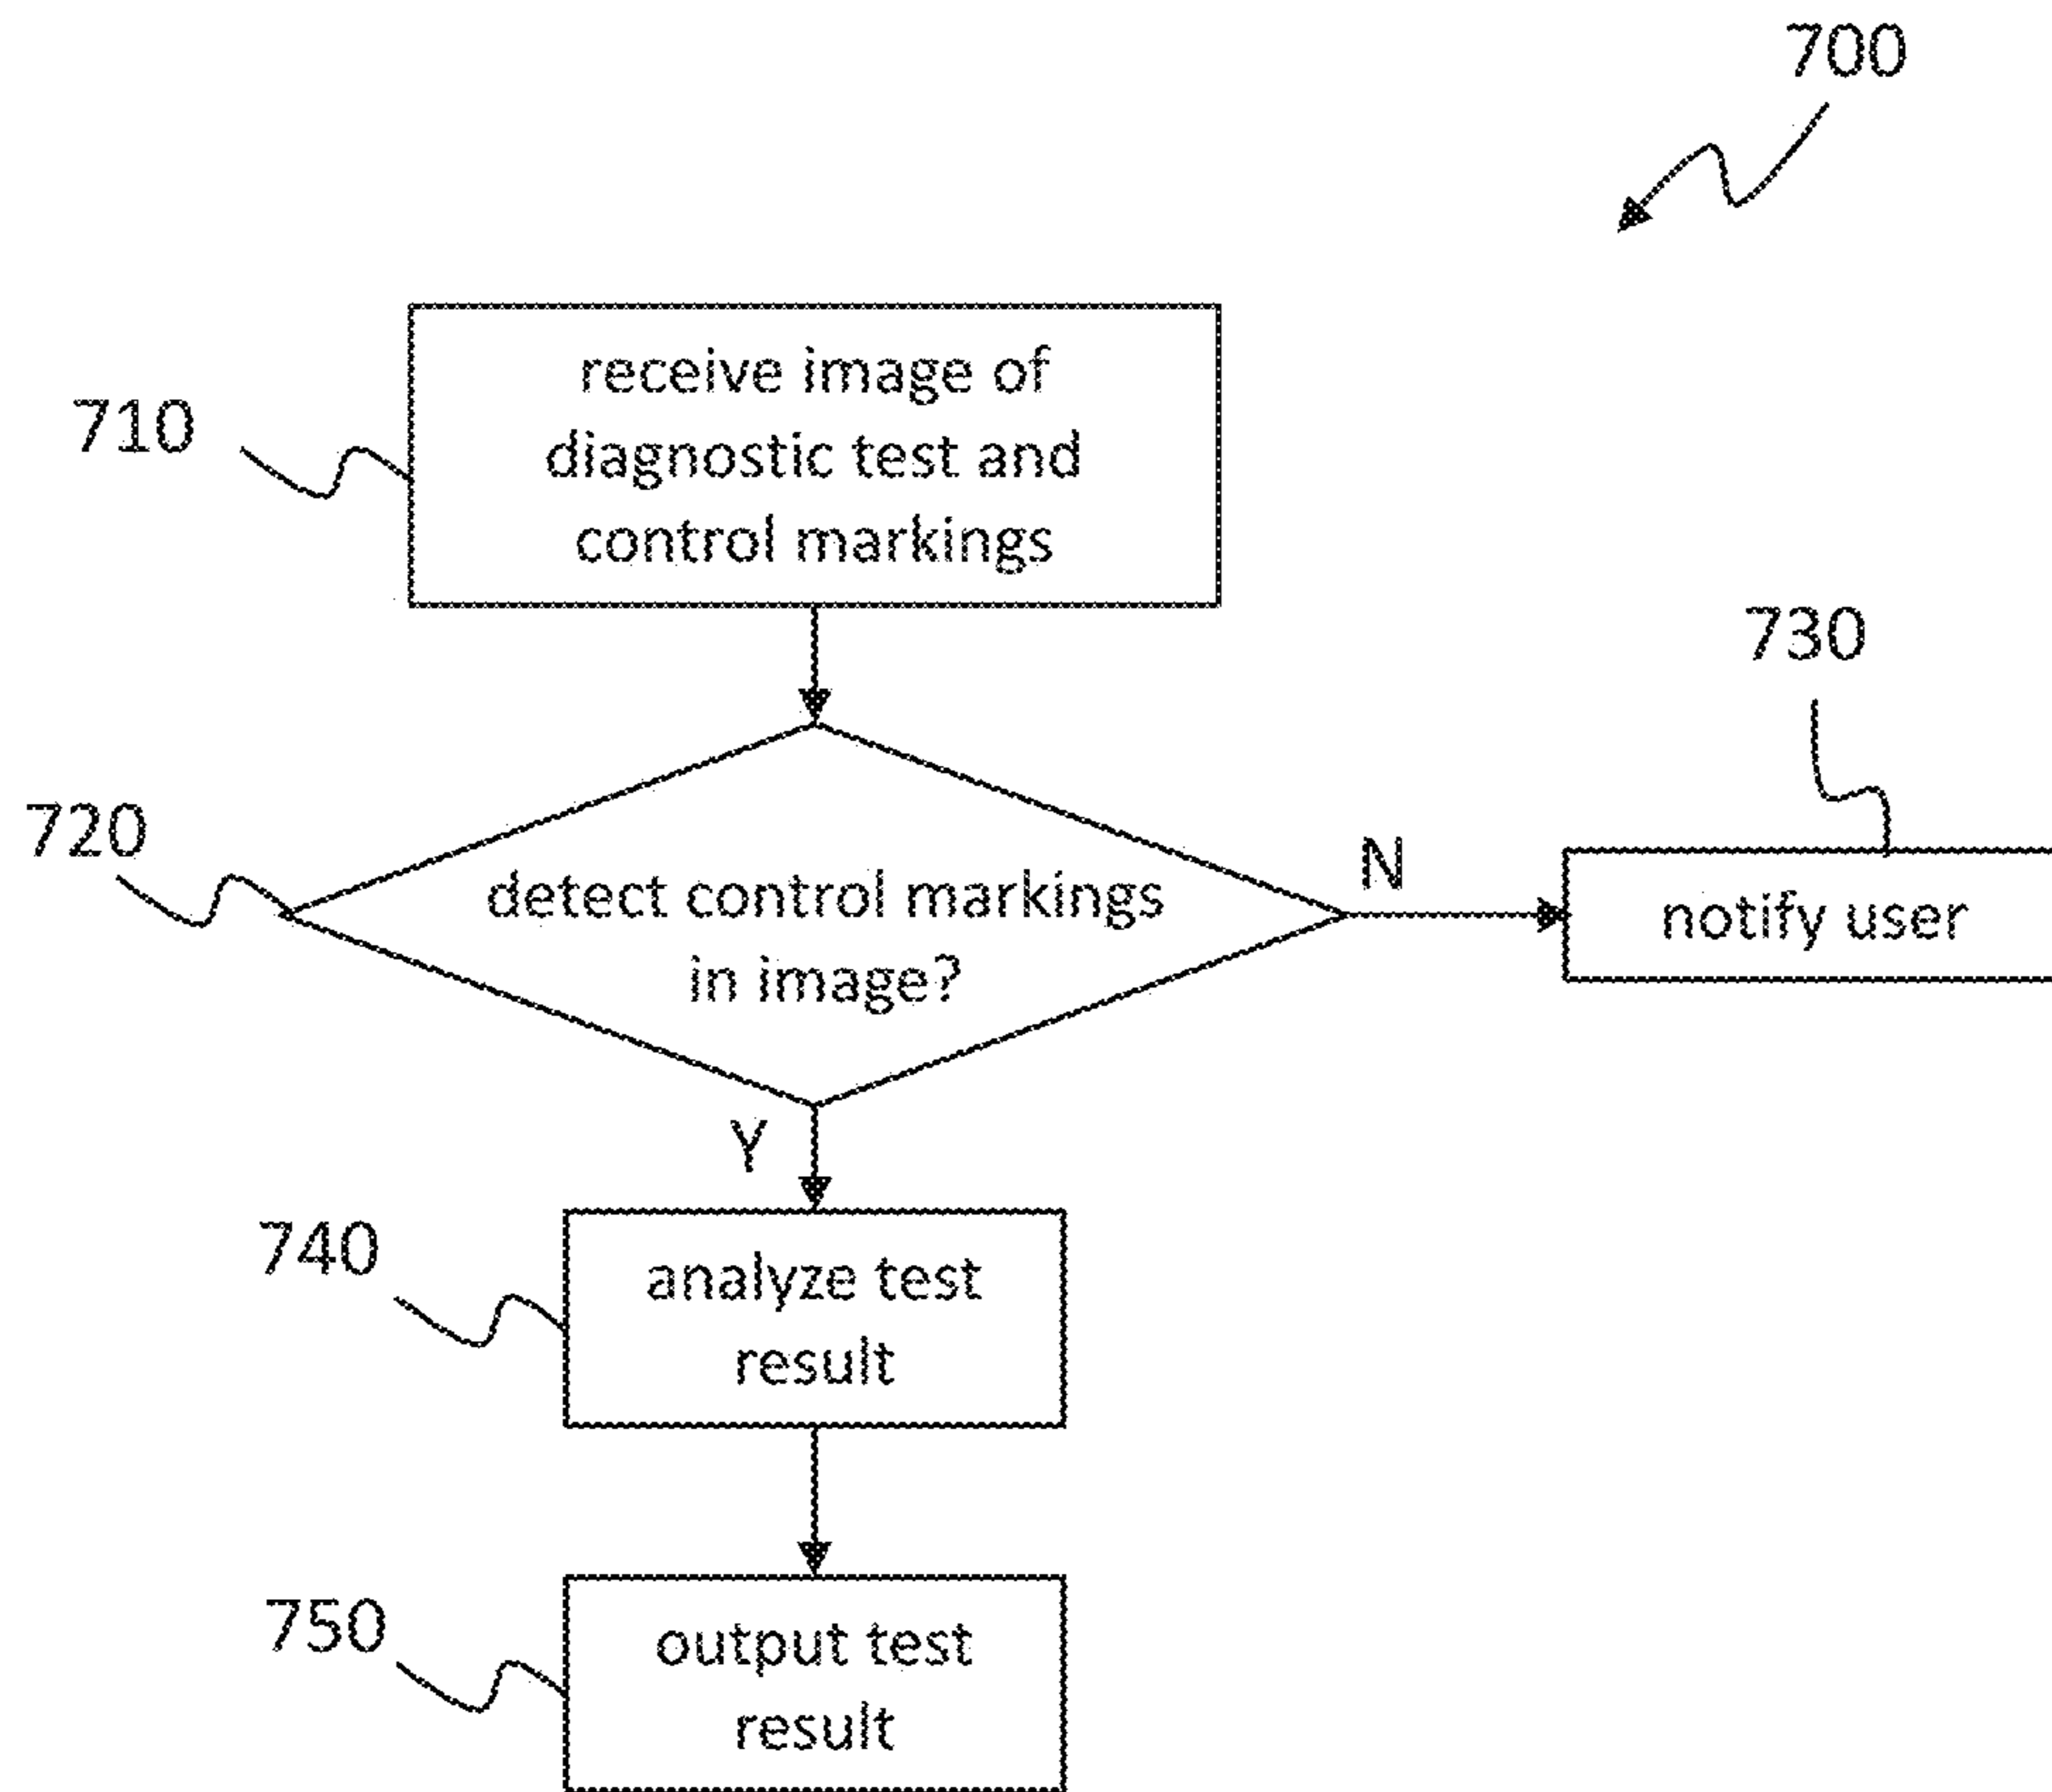 700
710
receive image of
diagnostic test and
control markings
730
720
detect control markings
in image?
N
notify user
Y
740
analyze test
result
750
output test
result